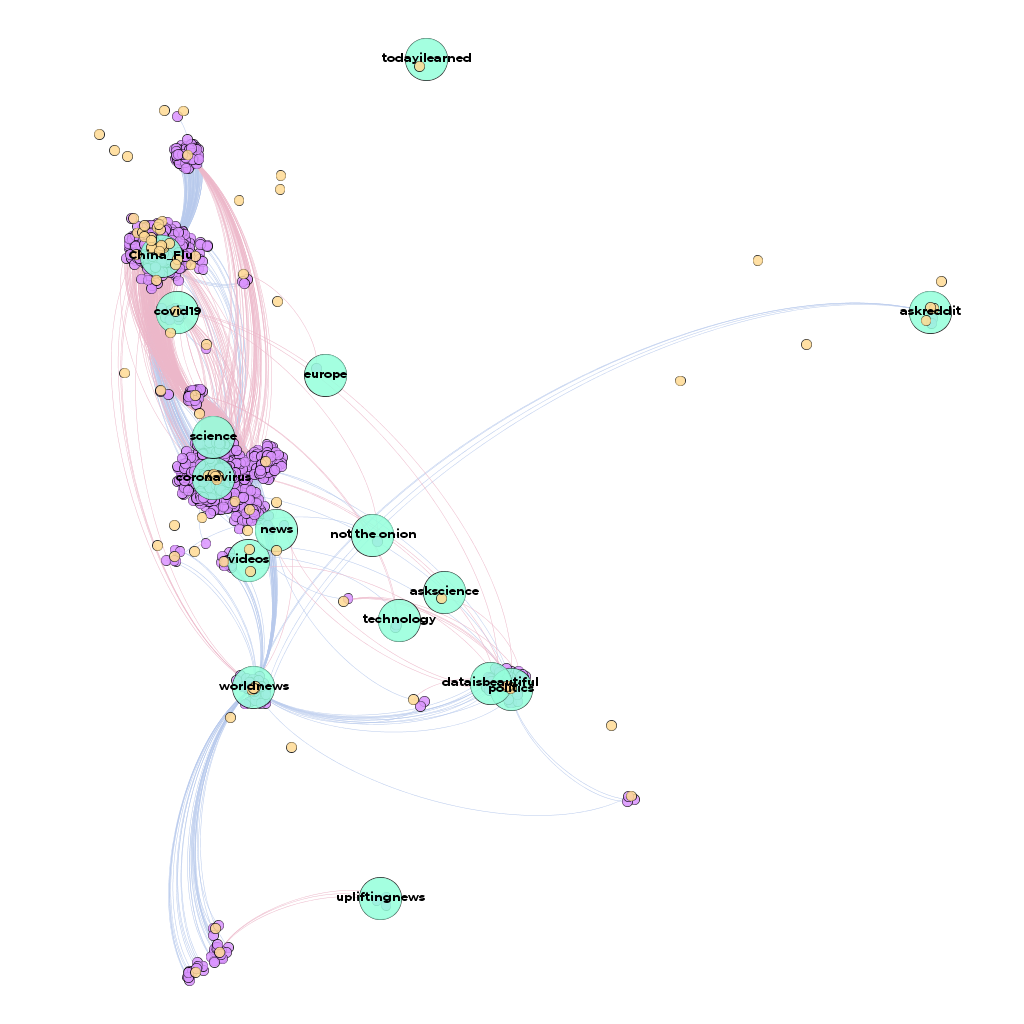 todayilearned
China_Flu
covid19
askreddit
europe
science
coronavirus
news
not the onion
videos
askscience
technology
dataisbeautiful
worldnews
politics
upliftingnews